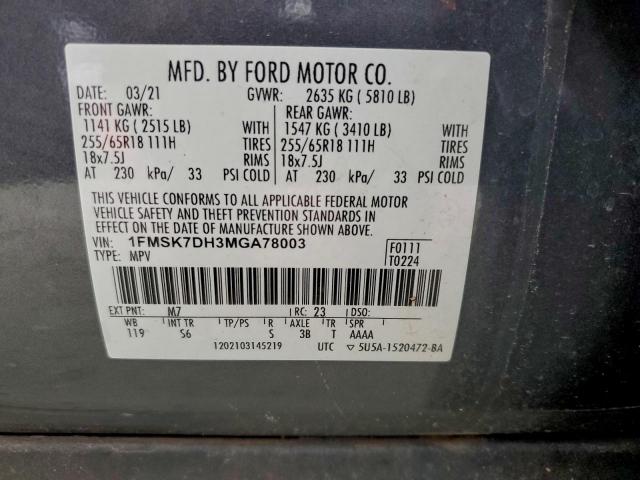 MFD. BY FORD MOTOR CO.
DATE: 03/21 GVWR: 2635 KG ( 5810 LB)
FRONT GAWR: REAR GAWR:
1141 KG ( 2515 LB) WITH 1547 KG ( 3410 LB) WITH
255/65R18 111H TIRES 255/65R18 111H TIRES
18x7.5J RIMS 18x7.5J RIMS
AT 230 kPa/ 33 PSI COLD AT 230 kPa/ 33 PSI COLD
THIS VEHICLE CONFORMS TO ALL APPLICABLE FEDERAL MOTOR
VEHICLE SAFETY AND THEFT PREVENTION STANDARDS IN
EFFECT ON THE DATE OF MANUFACTURE SHOWN ABOVE.
VIN: 1FMSK7DH3MGA78003 F0111
TYPE: MPV T0224
EXT PNT: M7 RC: 23 DSO:
WB INT TR TP/PS R AXLE TR SPR
119 S6 S 3B T AAAA
1202103145219 UTC ▽ 5U5A-1520472-BA